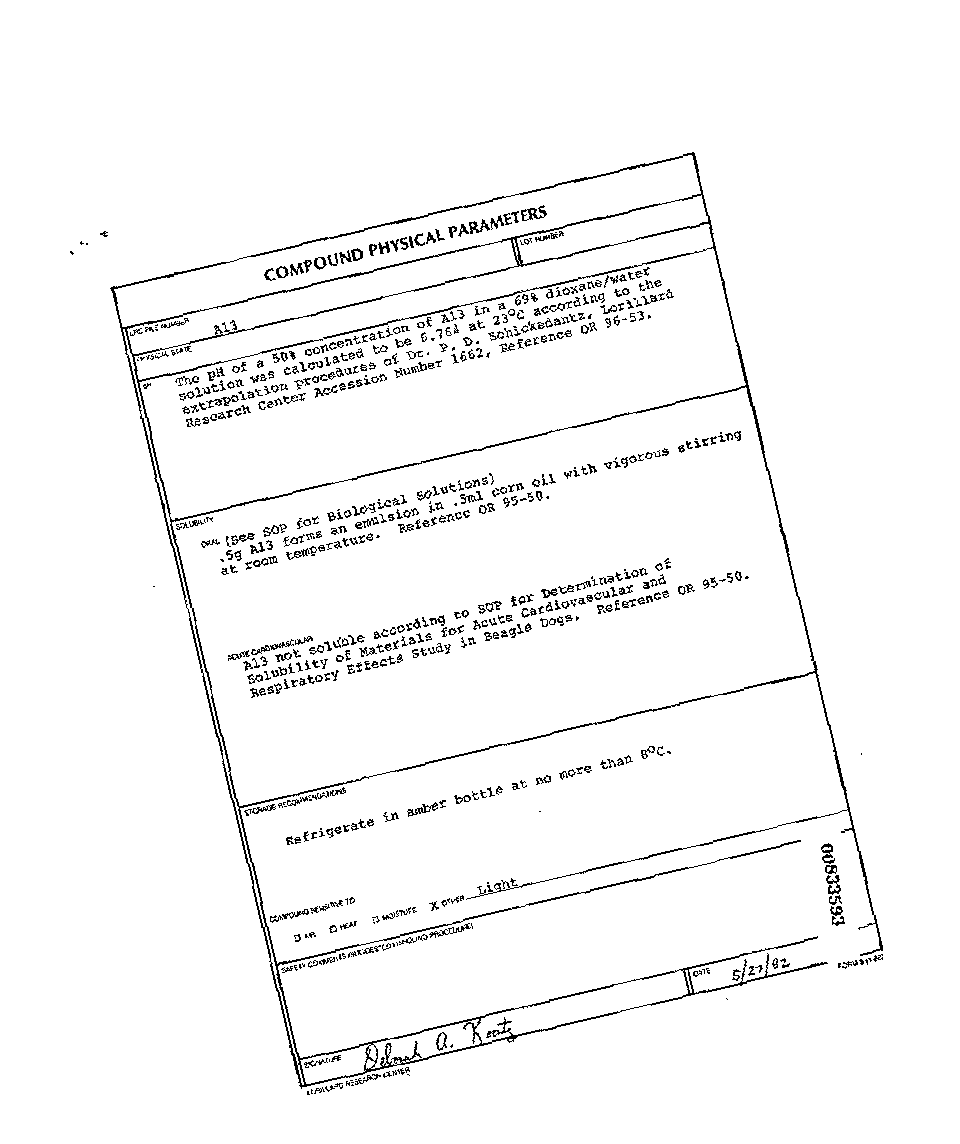 COMPOUND PHYSICAL PARAMETERS
LRC FILE NUMBER A13
LOT NUMBER
PHYSICAL STATE
pH
The pH of a 50% concentration of A13 in a 69% dioxane/water
solution was calculated to be 6.764 at 23°C according to the
extrapolation procedures of Dr. P. D. Schickedantz, Lorillard
Research Center Accession Number 1662, Reference OR 96-53.
SOLUBILITY
ORAL (See SOP for Biological Solutions)
.5g A13 forms an emulsion in .5ml corn oil with vigorous stirring
at room temperature. Reference OR 95-50.
ACUTE CARDIOVASCULAR
A13 not soluble according to SOP for Determination of
Solubility of Materials for Acute Cardiovascular and
Respiratory Effects Study in Beagle Dogs. Reference OR 95-50.
STORAGE RECOMMENDATIONS
Refrigerate in amber bottle at no more than 8°C.
COMPOUND SENSITIVE TO
☐ AIR ☐ HEAT ☐ MOISTURE X OTHER Light
SAFETY COMMENTS (SUGGESTED HANDLING PROCEDURE)
SIGNATURE Deborah A. Koontz
DATE 5/27/82
LORILLARD RESEARCH CENTER
00833593